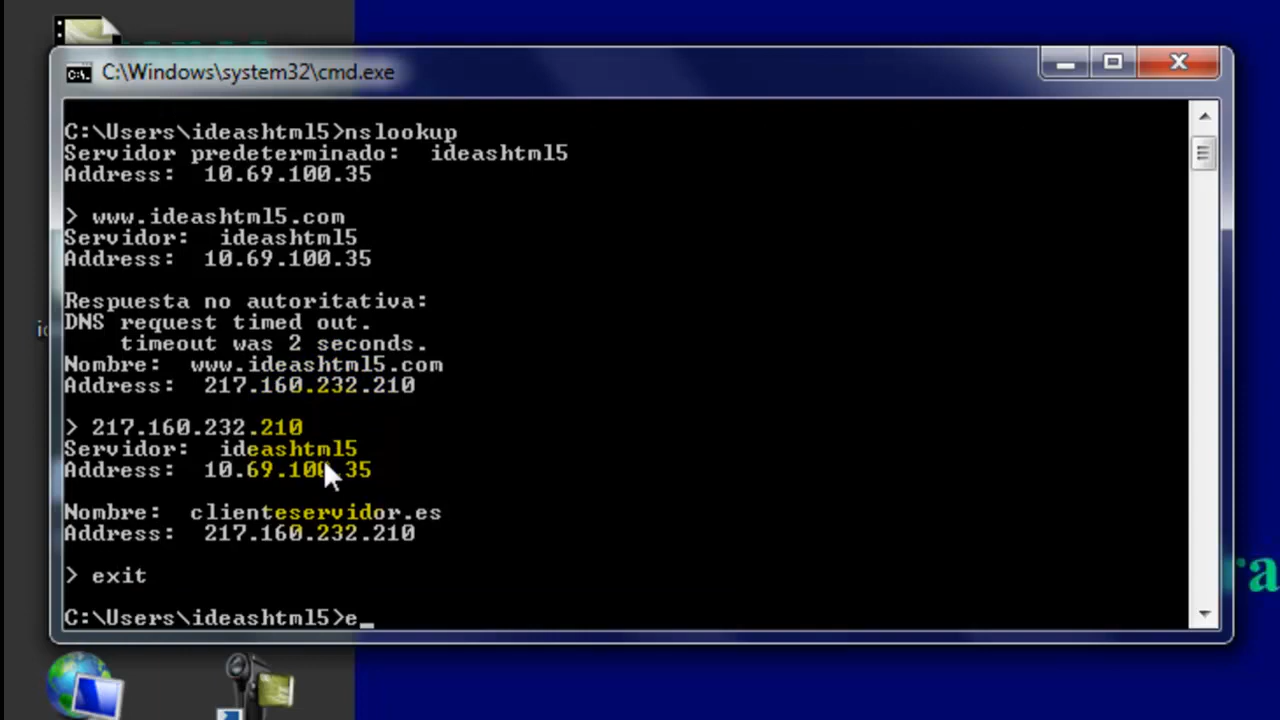 C:\Windows\system32\cmd.exe
C:\Users\ideashtml5>nslookup
Servidor predeterminado:  ideashtml5
Address:  10.69.100.35
> www.ideashtml5.com
Servidor:  ideashtml5
Address:  10.69.100.35
Respuesta no autoritativa:
DNS request timed out.
    timeout was 2 seconds.
Nombre:  www.ideashtml5.com
Address:  217.160.232.210
> 217.160.232.210
Servidor:  ideashtml5
Address:  10.69.100.35
Nombre:  clienteservidor.es
Address:  217.160.232.210
> exit
C:\Users\ideashtml5>e_